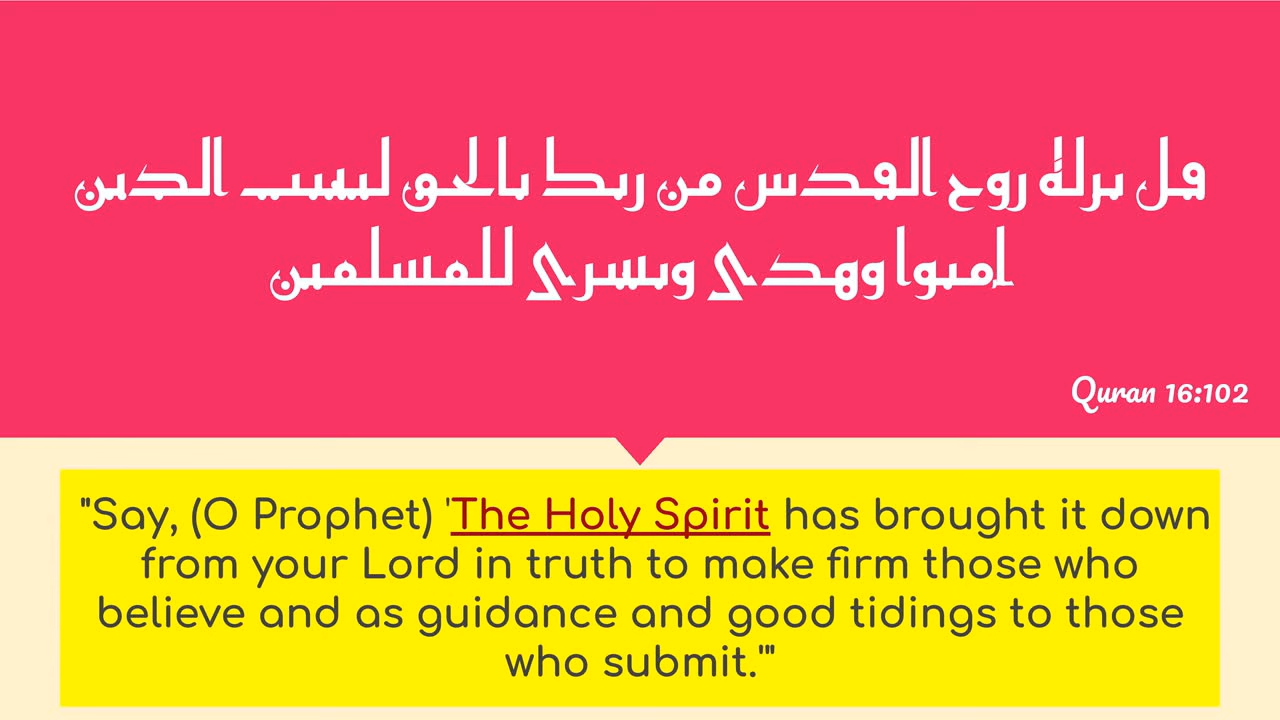 قل نزله روح القدس من ربك بالحق ليثبت الذين
امنوا وهدى وبشرى للمسلمين
Quran 16:102
"Say, (O Prophet) 'The Holy Spirit has brought it down
from your Lord in truth to make firm those who
believe and as guidance and good tidings to those
who submit.'"